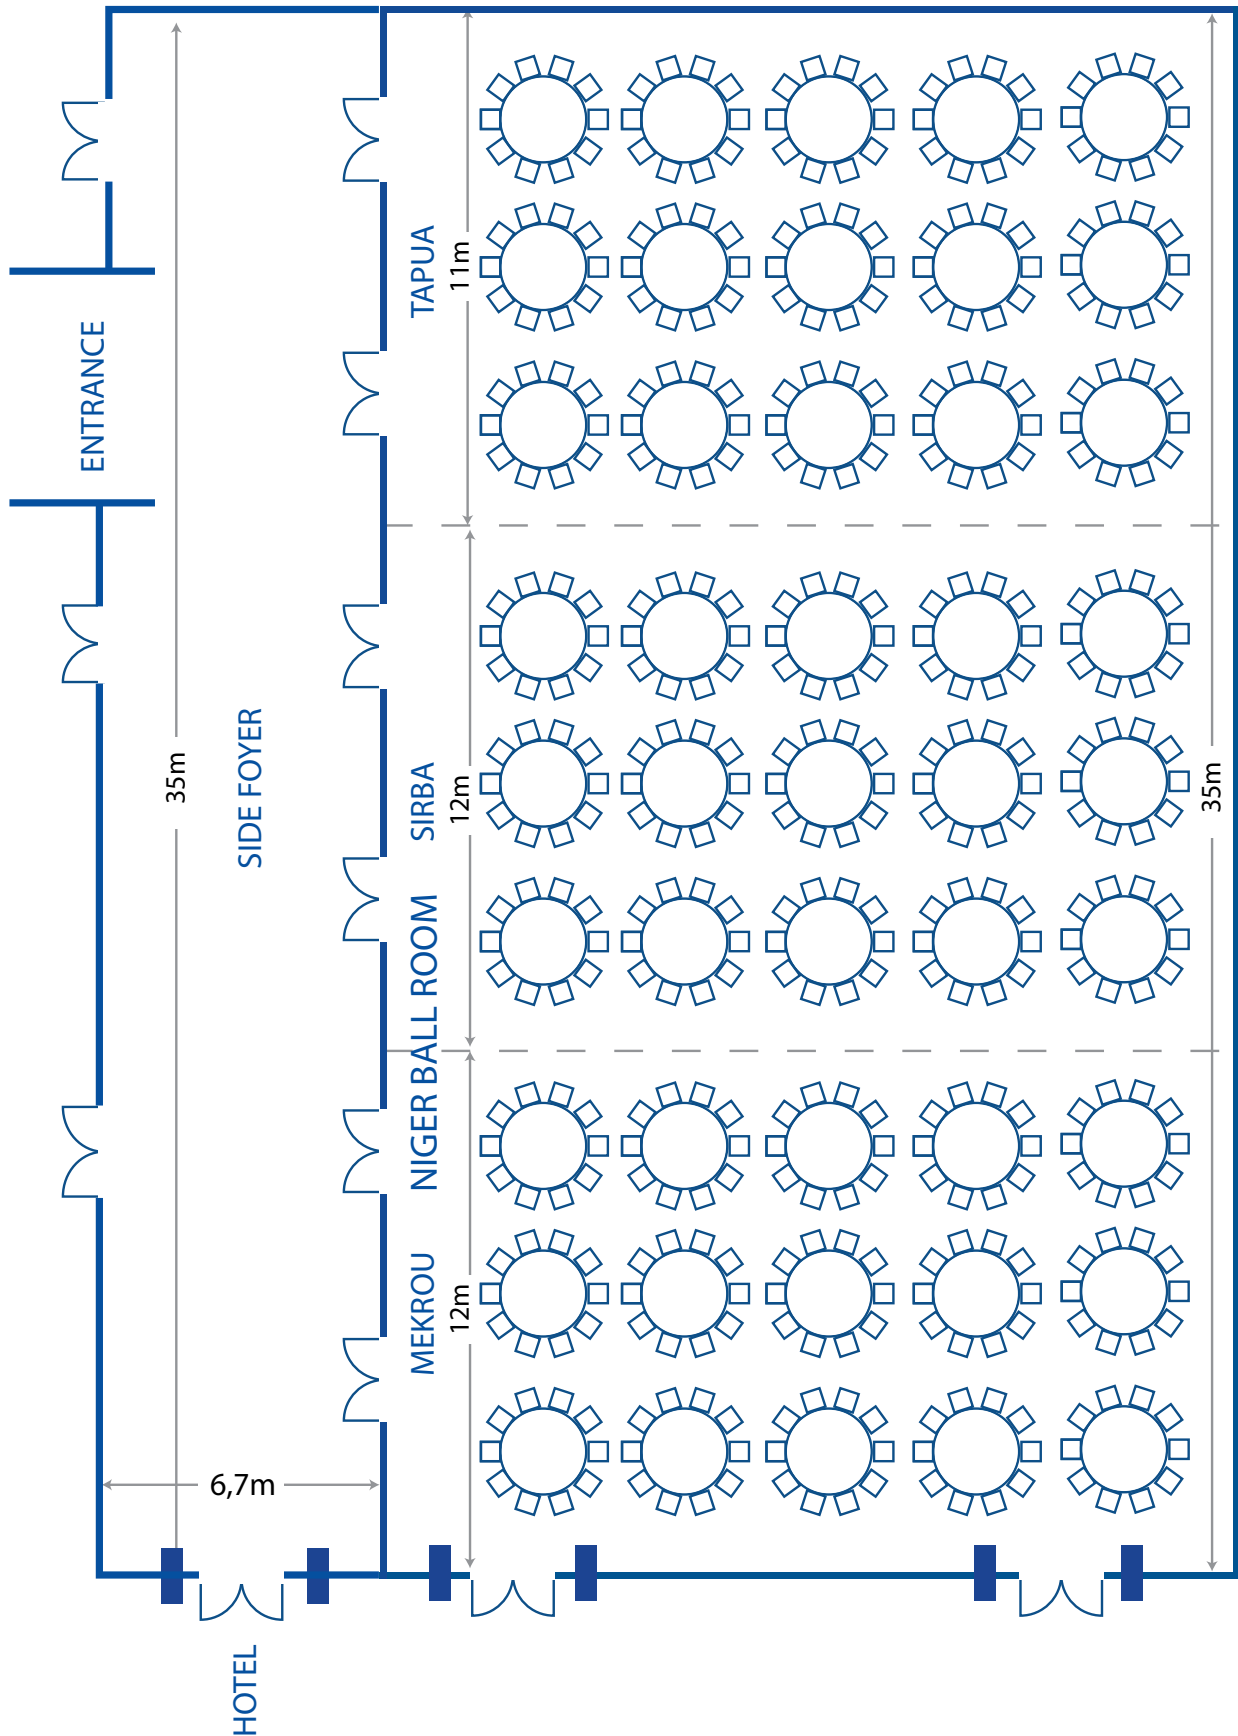 ENTRANCE
TAPUA
11m
SIDE FOYER
35m
SIRBA
12m
35m
NIGER BALL ROOM
MEKROU
12m
6,7m
HOTEL